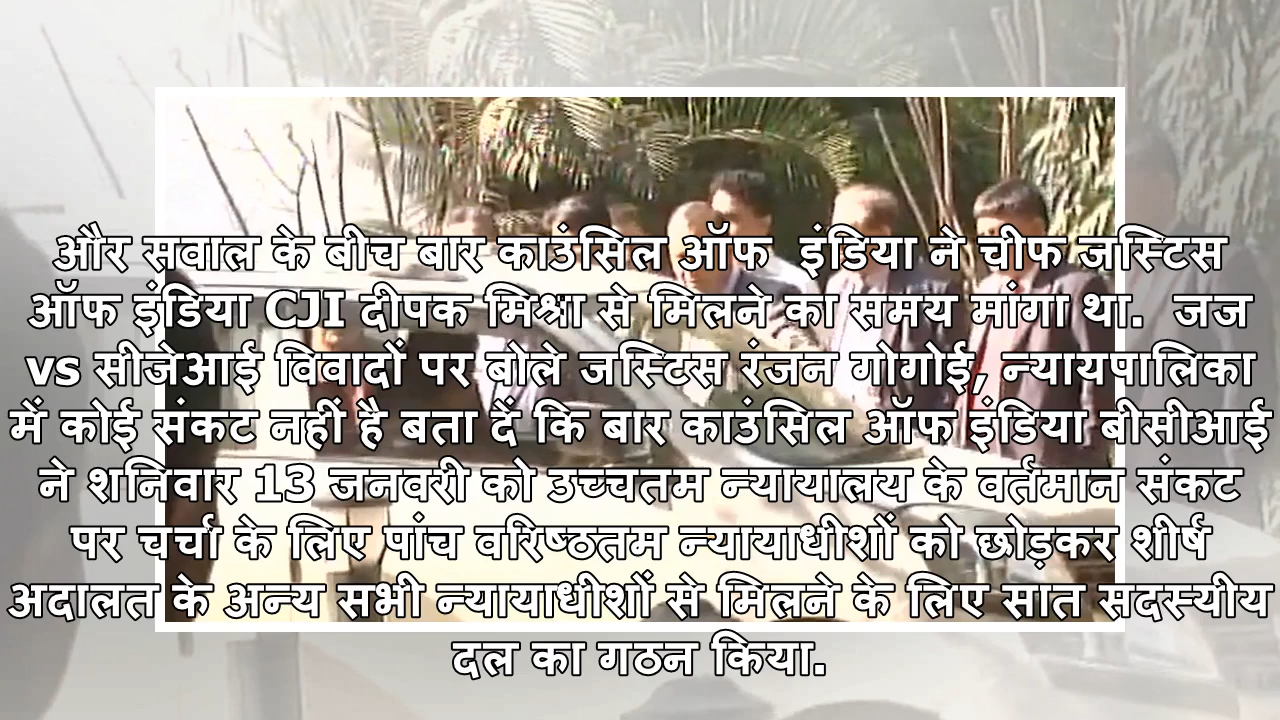 और सवाल के बीच बार काउंसिल ऑफ  इंडिया ने चीफ जस्टिस
ऑफ इंडिया CJI दीपक मिश्रा से मिलने का समय मांगा था.  जज
vs सीजेआई विवादों पर बोले जस्टिस रंजन गोगोई, न्यायपालिका
में कोई संकट नहीं है बता दें कि बार काउंसिल ऑफ इंडिया बीसीआई
ने शनिवार 13 जनवरी को उच्चतम न्यायालय के वर्तमान संकट
पर चर्चा के लिए पांच वरिष्ठतम न्यायाधीशों को छोड़कर शीर्ष
अदालत के अन्य सभी न्यायाधीशों से मिलने के लिए सात सदस्यीय
दल का गठन किया.